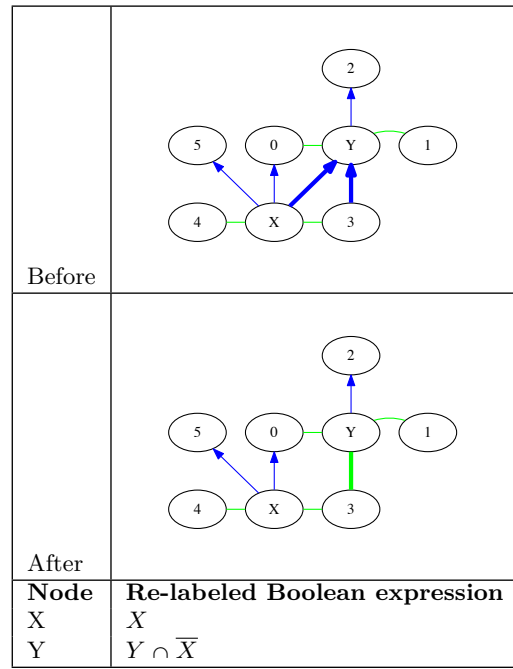 2
5 0 Y 1
4 X 3
Before
2
5 0 Y 1
4 X 3
After
Node Re-labeled Boolean expression
X X
Y Y ∩ X̅